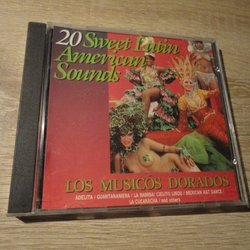 20 Sweet Latin
American
Sounds
LOS MUSICOS DORADOS
ADELITA / GUANTANAMERA / LA BAMBA/ CIELITO LINDO / MEXICAN HAT DANCE /
LA CUCARACHA / and others